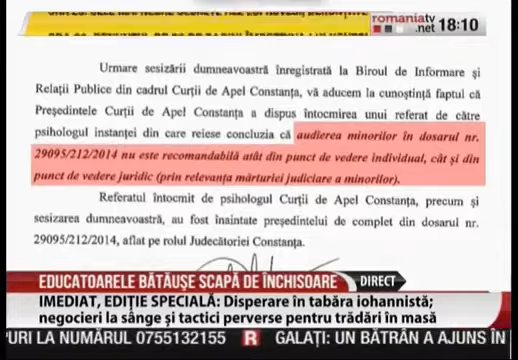 romaniatv
.net
18:10
Urmare sesizării dumneavoastră înregistrată la Biroul de Informare și
Relații Publice din cadrul Curții de Apel Constanța, vă aducem la cunoștință faptul că
Președintele Curții de Apel Constanța a dispus întocmirea unui referat de către
psihologul instanței din care reiese concluzia că audierea minorilor în dosarul nr.
29095/212/2014 nu este recomandabilă atât din punct de vedere individual, cât și din
punct de vedere juridic (prin relevanța mărturiei judiciare a minorilor).
Referatul întocmit de psihologul Curții de Apel Constanța, precum și
sesizarea dumneavoastră, au fost înaintate președintelui de complet din dosarul nr.
29095/212/2014, aflat pe rolul Judecătoriei Constanța.
EDUCATOARELE BĂTĂUȘE SCAPĂ DE ÎNCHISOARE DIRECT
IMEDIAT, EDIȚIE SPECIALĂ: Disperare în tabăra iohannistă;
negocieri la sânge și tactici perverse pentru trădări în masă
PURI LA NUMĂRUL 0755132155 R GALAȚI: UN BĂTRÂN A AJUNS ÎN